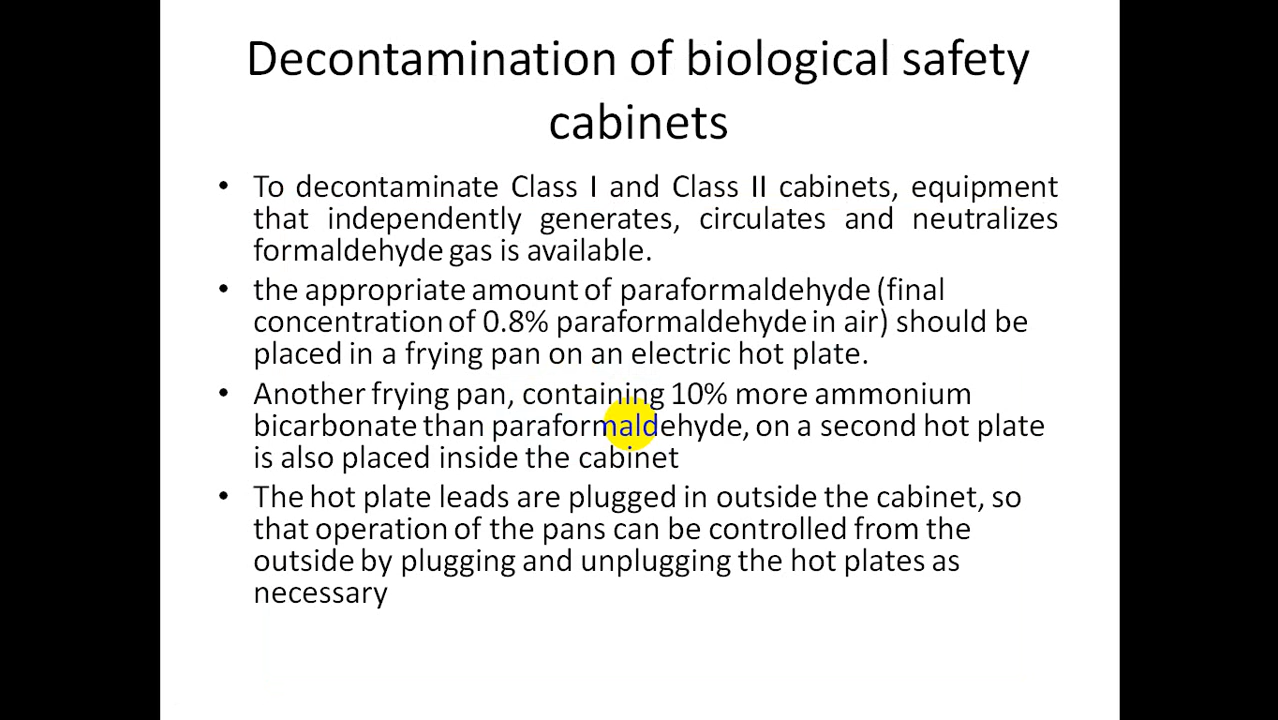 Decontamination of biological safety
cabinets
• To decontaminate Class I and Class II cabinets, equipment
that independently generates, circulates and neutralizes
formaldehyde gas is available.
• the appropriate amount of paraformaldehyde (final
concentration of 0.8% paraformaldehyde in air) should be
placed in a frying pan on an electric hot plate.
• Another frying pan, containing 10% more ammonium
bicarbonate than paraformaldehyde, on a second hot plate
is also placed inside the cabinet
• The hot plate leads are plugged in outside the cabinet, so
that operation of the pans can be controlled from the
outside by plugging and unplugging the hot plates as
necessary